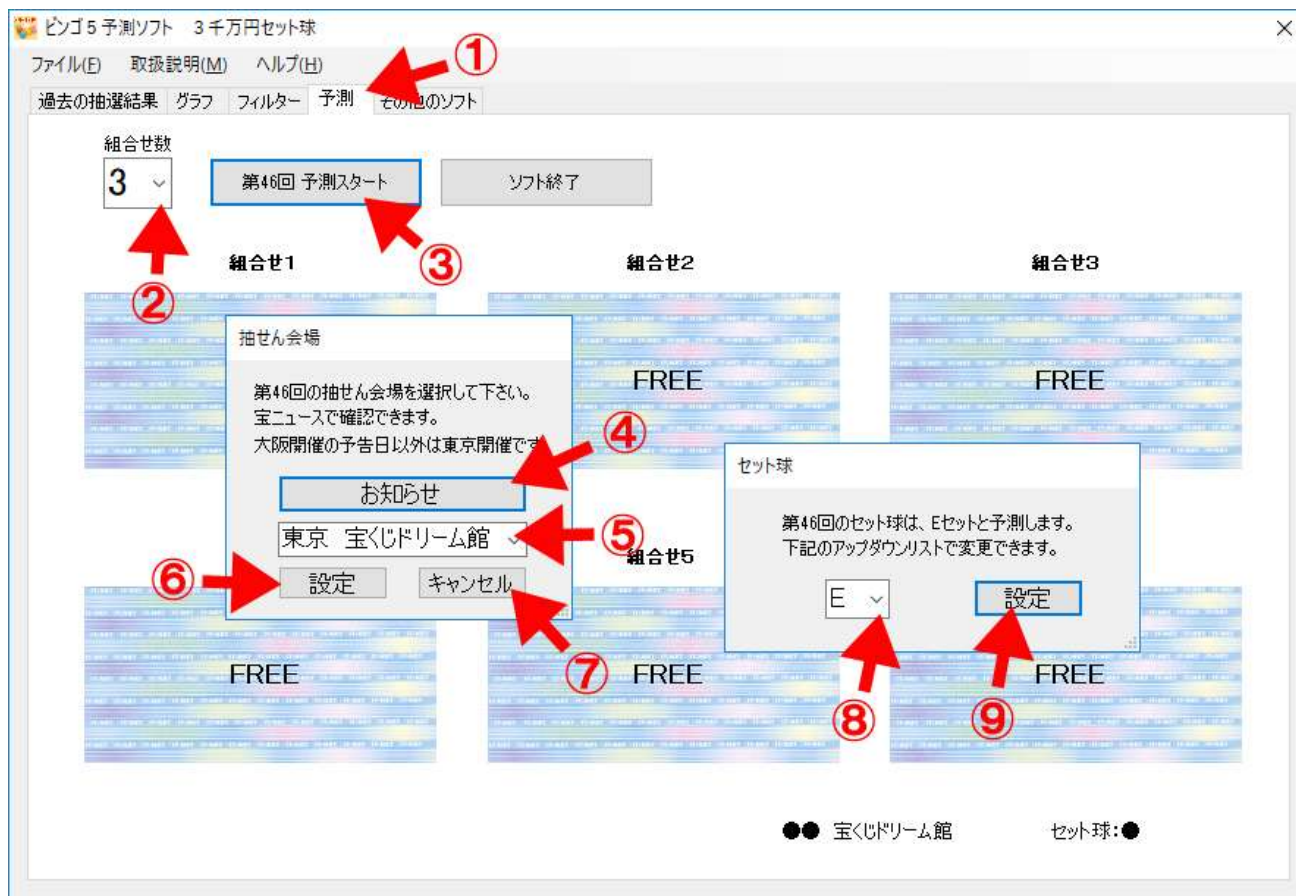 ビンゴ5予測ソフト 3千万円セット球
ファイル(F) 取扱説明(M) ヘルプ(H)
①
過去の抽選結果 グラフ フィルター 予測 その他のソフト
組合せ数
3
第46回 予測スタート
ソフト終了
②
③
組合せ1
組合せ2
組合せ3
FREE
FREE
抽せん会場
第46回の抽せん会場を選択して下さい。
宝ニュースで確認できます。
大阪開催の予告日以外は東京開催です
④
お知らせ
東京 宝くじドリーム館
⑤
⑥
設定
キャンセル
⑦
組合せ5
セット球
第46回のセット球は、Eセットと予測します。
下記のアップダウンリストで変更できます。
E
設定
⑧
⑨
FREE
FREE
FREE
●● 宝くじドリーム館 セット球:●